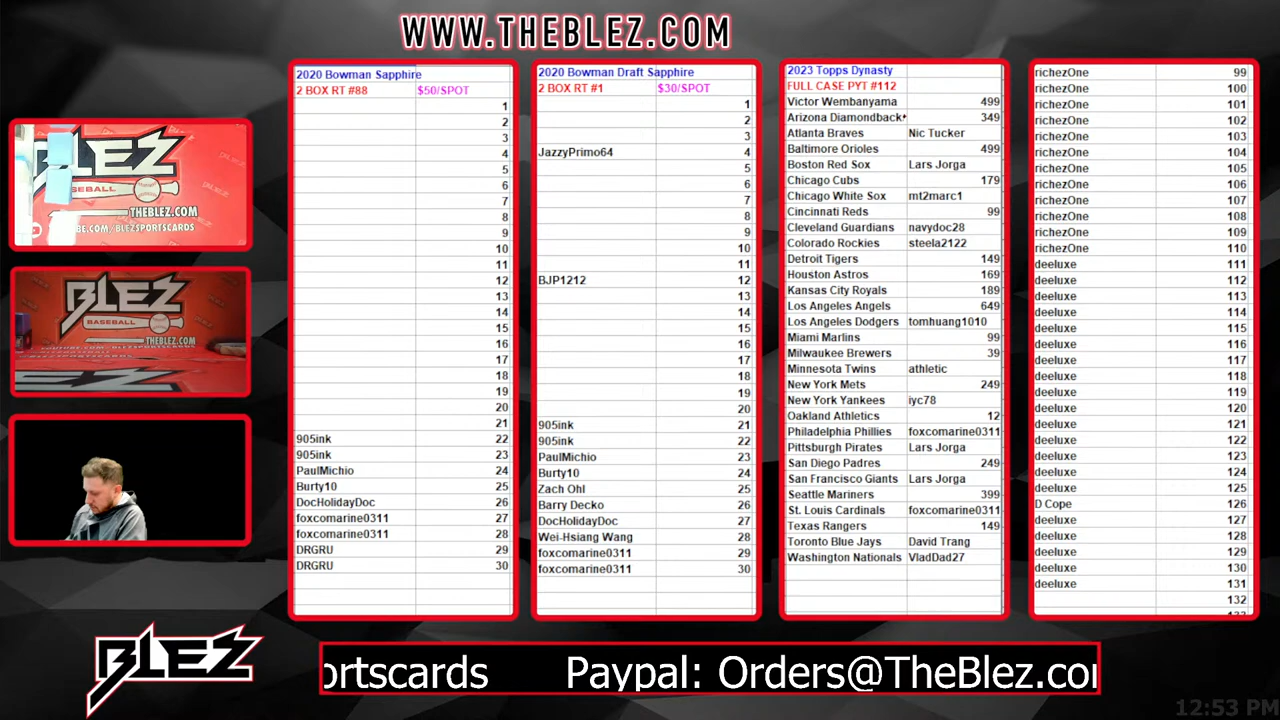 WWW.THEBLEZ.COM
2020 Bowman Sapphire
2 BOX RT #88 $50/SPOT
1
2
3
4
5
6
7
8
9
10
11
12
13
14
15
16
17
18
19
20
21
905ink 22
905ink 23
PaulMichio 24
Burty10 25
DocHolidayDoc 26
foxcomarine0311 27
foxcomarine0311 28
DRGRU 29
DRGRU 30
2020 Bowman Draft Sapphire
2 BOX RT #1 $30/SPOT
1
2
3
JazzyPrimo64 4
5
6
7
8
9
10
11
BJP1212 12
13
14
15
16
17
18
19
20
905ink 21
905ink 22
PaulMichio 23
Burty10 24
Zach Ohl 25
Barry Decko 26
DocHolidayDoc 27
Wei-Hsiang Wang 28
foxcomarine0311 29
foxcomarine0311 30
2023 Topps Dynasty
FULL CASE PYT #112
Victor Wembanyama 499
Arizona Diamondback 349
Atlanta Braves Nic Tucker
Baltimore Orioles 499
Boston Red Sox Lars Jorga
Chicago Cubs 179
Chicago White Sox mt2marc1
Cincinnati Reds 99
Cleveland Guardians navydoc28
Colorado Rockies steela2122
Detroit Tigers 149
Houston Astros 169
Kansas City Royals 189
Los Angeles Angels 649
Los Angeles Dodgers tomhuang1010
Miami Marlins 99
Milwaukee Brewers 39
Minnesota Twins athletic
New York Mets 249
New York Yankees iyc78
Oakland Athletics 12
Philadelphia Phillies foxcomarine0311
Pittsburgh Pirates Lars Jorga
San Diego Padres 249
San Francisco Giants Lars Jorga
Seattle Mariners 399
St. Louis Cardinals foxcomarine0311
Texas Rangers 149
Toronto Blue Jays David Trang
Washington Nationals VladDad27
richezOne 99
richezOne 100
richezOne 101
richezOne 102
richezOne 103
richezOne 104
richezOne 105
richezOne 106
richezOne 107
richezOne 108
richezOne 109
richezOne 110
deeluxe 111
deeluxe 112
deeluxe 113
deeluxe 114
deeluxe 115
deeluxe 116
deeluxe 117
deeluxe 118
deeluxe 119
deeluxe 120
deeluxe 121
deeluxe 122
deeluxe 123
deeluxe 124
deeluxe 125
D Cope 126
deeluxe 127
deeluxe 128
deeluxe 129
deeluxe 130
deeluxe 131
132
BLEZ
BASEBALL
THEBLEZ.COM
BLEZ
BASEBALL
THEBLEZ.COM
BLEZ
ortscards Paypal: Orders@TheBlez.co
12:53 PM